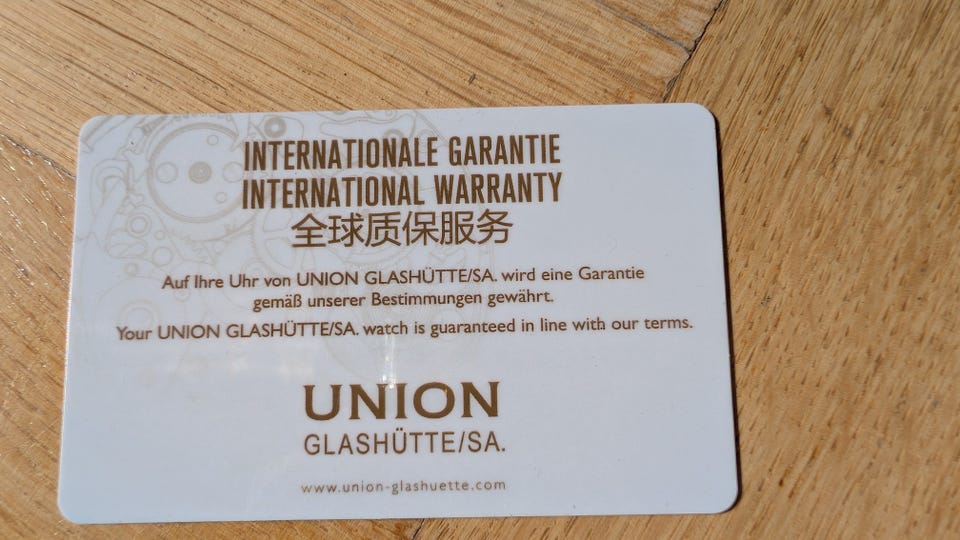 INTERNATIONALE GARANTIE
INTERNATIONAL WARRANTY
全球质保服务
Auf Ihre Uhr von UNION GLASHÜTTE/SA. wird eine Garantie
gemäß unserer Bestimmungen gewährt.
Your UNION GLASHÜTTE/SA. watch is guaranteed in line with our terms.
UNION
GLASHÜTTE/SA.
www.union-glashuette.com